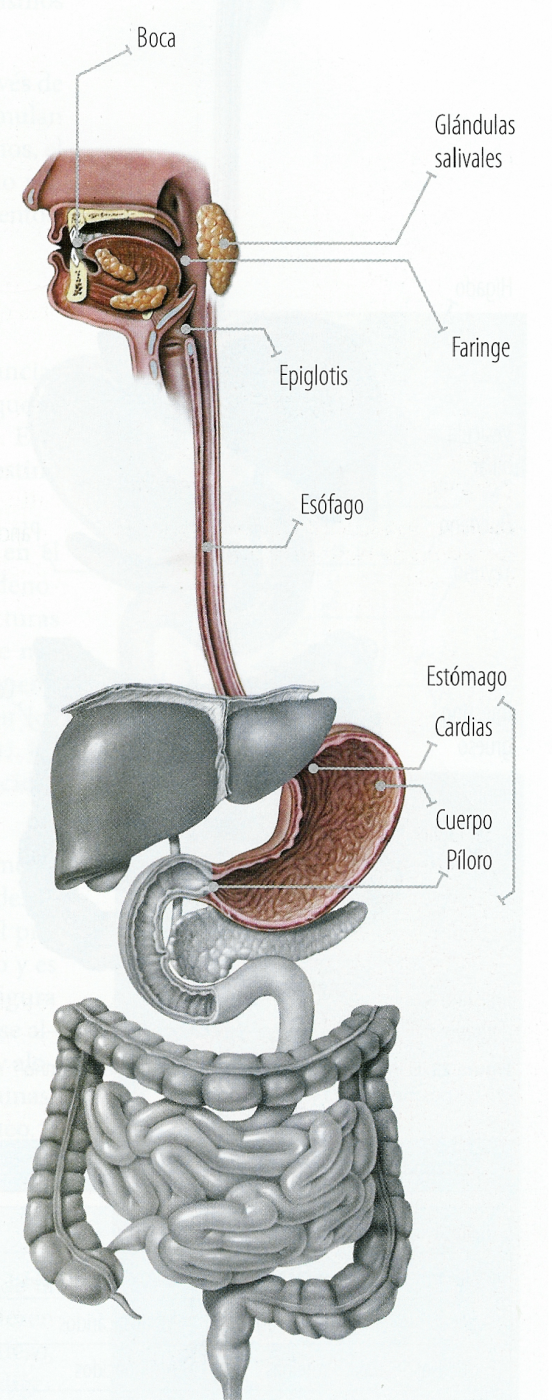 Boca
Glándulas
salivales
Faringe
Epiglotis
Esófago
Estómago
Cardias
Cuerpo
Píloro